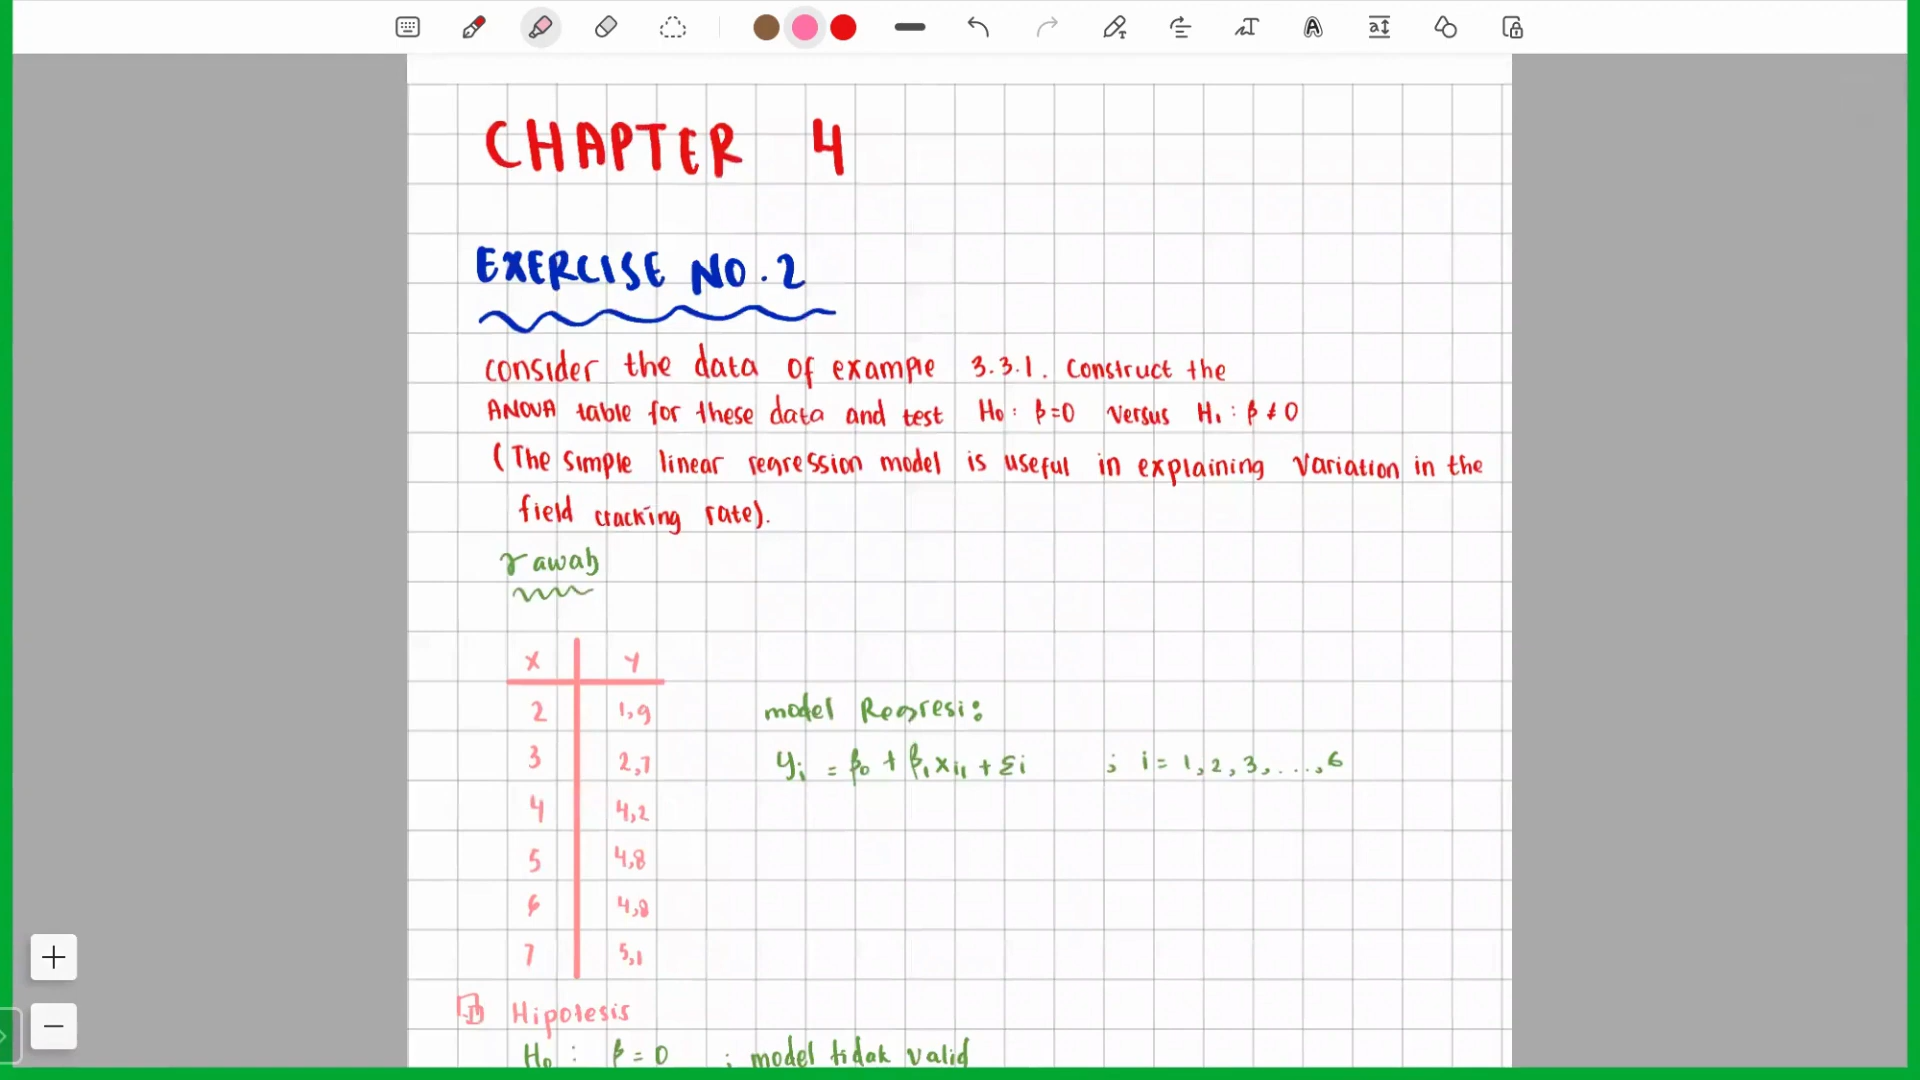 CHAPTER 4
EXERCISE NO.2
consider the data of example 3.3.1. Construct the
ANOVA table for these data and test H₀ : β=0 versus H₁ : β≠0
(The simple linear regression model is useful in explaining variation in the
field cracking rate).
Jawab
X Y
2 1,9
3 2,7
4 4,2
5 4,8
6 4,8
7 5,1
model Regresi:
yᵢ = β₀ + β₁xᵢ₁ + εᵢ ; i = 1, 2, 3, ..., 6
Hipotesis
H₀ : β = 0 ; model tidak valid